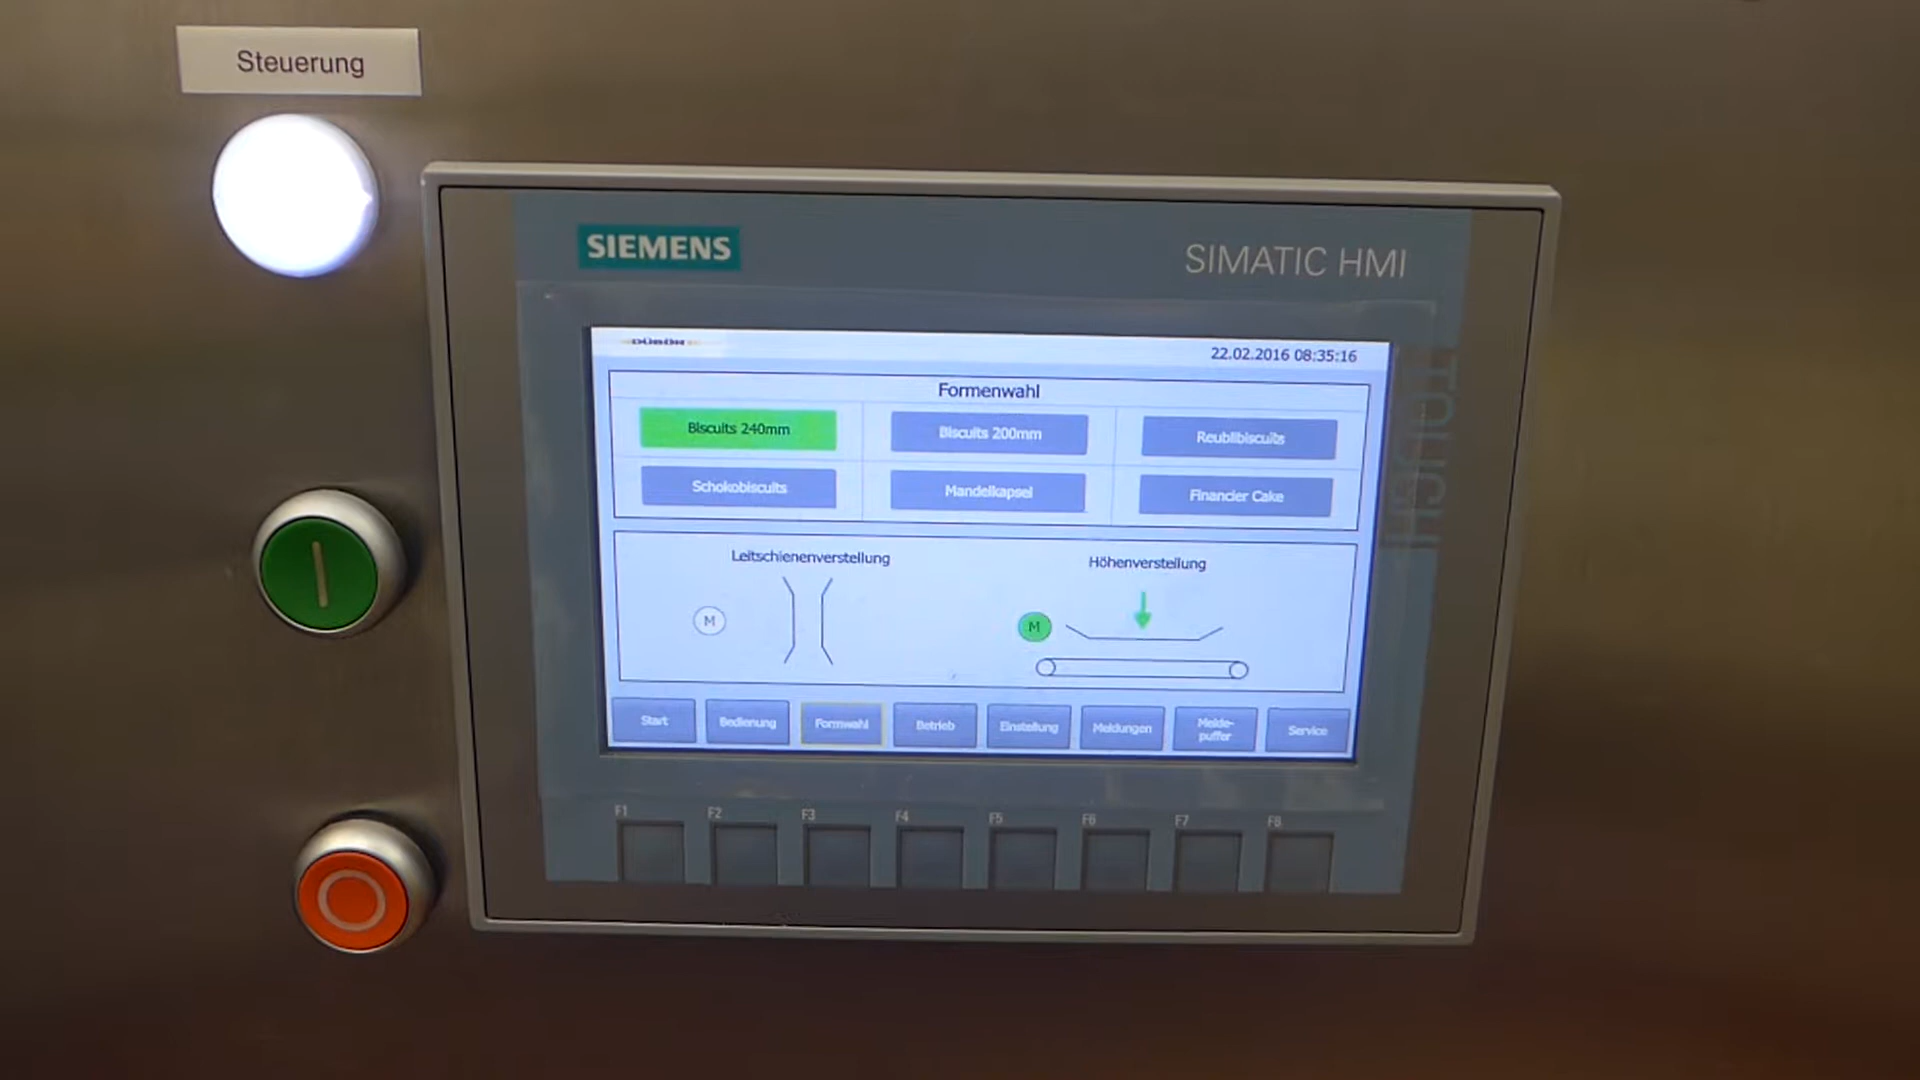 Steuerung
SIEMENS
SIMATIC HMI
DÜBÖR
22.02.2016 08:35:16
Formenwahl
Biscuits 240mm
Biscuits 200mm
Reublibiscuits
Schokobiscuits
Mandelkapsel
Financier Cake
Leitschienenverstellung
Höhenverstellung
M
M
Start
Bedienung
Formwahl
Betrieb
Einstellung
Meldungen
Melde-
puffer
Service
F1
F2
F3
F4
F5
F6
F7
F8
TOUCH